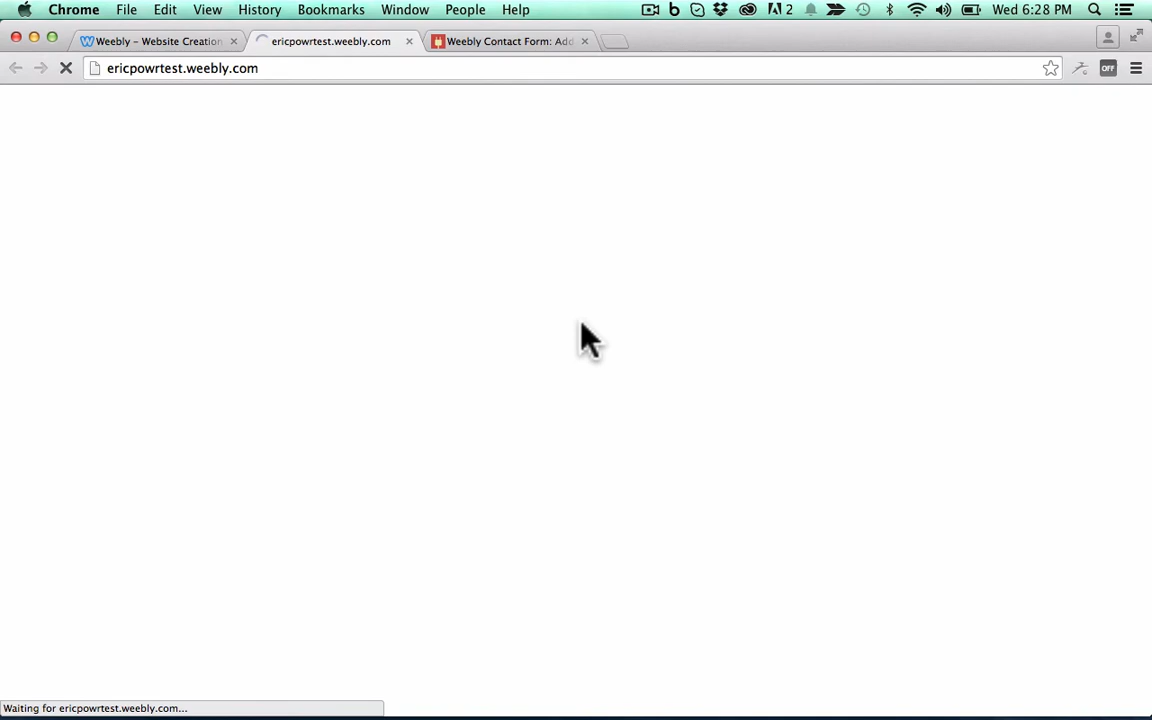 Chrome File Edit View History Bookmarks Window People Help 2 Wed 6:28 PM
Weebly – Website Creation ericpowrtest.weebly.com Weebly Contact Form: Add
ericpowrtest.weebly.com OFF
Waiting for ericpowrtest.weebly.com...